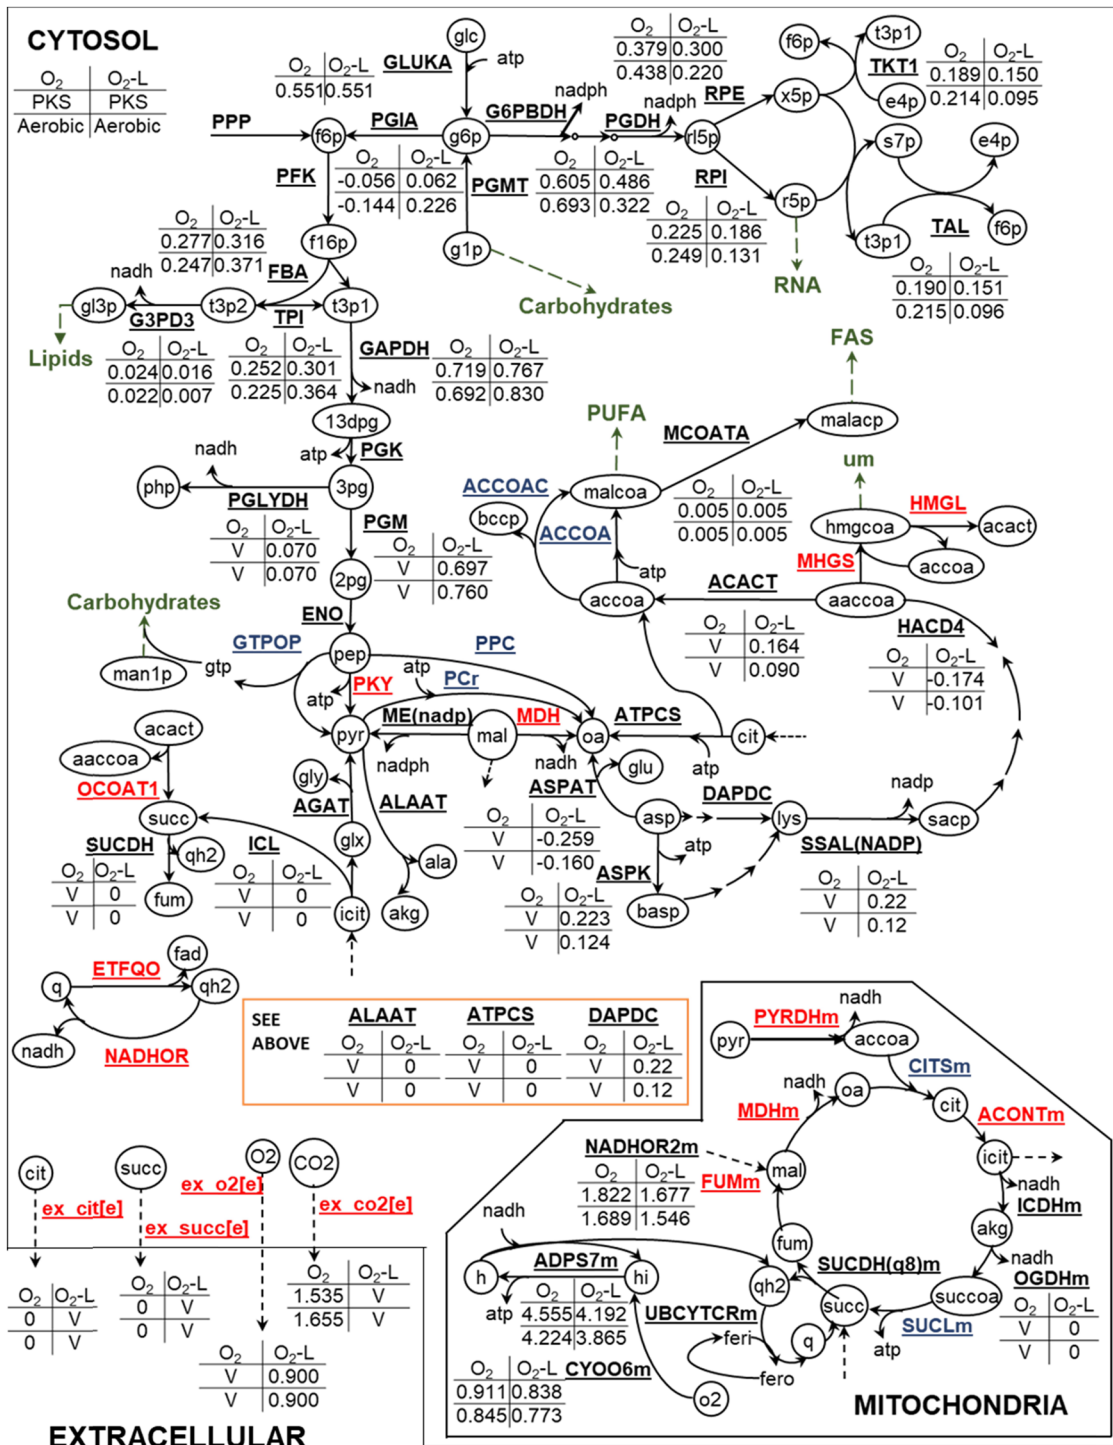 CYTOSOL
O2 O2-L
PKS PKS
Aerobic Aerobic
O2 O2-L
0.551 0.551
GLUKA
glc
atp
O2 O2-L
0.379 0.300
0.438 0.220
f6p
t3p1
TKT1
O2 O2-L
0.189 0.150
0.214 0.095
e4p
x5p
RPE
nadph
nadph
PPP
f6p
PGIA
g6p
G6PBDH
PGDH
rl5p
s7p
e4p
PFK
O2 O2-L
-0.056 0.062
-0.144 0.226
PGMT
O2 O2-L
0.605 0.486
0.693 0.322
RPI
r5p
O2 O2-L
0.225 0.186
0.249 0.131
t3p1
TAL
f6p
O2 O2-L
0.190 0.151
0.215 0.096
O2 O2-L
0.277 0.316
0.247 0.371
f16p
g1p
RNA
nadh
FBA
Carbohydrates
gl3p
G3PD3
t3p2
TPI
t3p1
Lipids
O2 O2-L
0.024 0.016
0.022 0.007
O2 O2-L
0.252 0.301
0.225 0.364
GAPDH
nadh
O2 O2-L
0.719 0.767
0.692 0.830
FAS
13dpg
PUFA
MCOATA
malacp
atp
PGK
nadh
um
php
PGLYDH
3pg
ACCOAC
malcoa
O2 O2-L
0.005 0.005
0.005 0.005
HMGL
hmgcoa
acact
bccp
ACCOA
O2 O2-L
V 0.070
V 0.070
PGM
O2 O2-L
V 0.697
V 0.760
MHGS
accoa
atp
2pg
ACACT
accoa
aaccoa
Carbohydrates
ENO
HACD4
O2 O2-L
V 0.164
V 0.090
O2 O2-L
V -0.174
V -0.101
GTPOP
PPC
man1p
gtp
pep
atp
PKY
atp
PCr
acact
aaccoa
OCOAT1
pyr
ME(nadp)
mal
MDH
oa
ATPCS
cit
nadph
nadh
atp
gly
AGAT
ALAAT
ASPAT
glu
DAPDC
nadp
succ
SUCDH
qh2
ICL
glx
O2 O2-L
V -0.259
V -0.160
asp
lys
sacp
SSAL(NADP)
atp
ala
ASPK
O2 O2-L
V 0
V 0
fum
O2 O2-L
V 0
V 0
icit
akg
O2 O2-L
V 0.223
V 0.124
basp
O2 O2-L
V 0.22
V 0.12
fad
ETFQO
q
qh2
nadh
NADHOR
SEE
ABOVE
ALAAT ATPCS DAPDC
O2 O2-L O2 O2-L O2 O2-L
V 0 V 0 V 0.22
V 0 V 0 V 0.12
nadh
PYRDHm
pyr
accoa
CITSm
nadh
oa
cit
MDHm
ACONTm
NADHOR2m
O2 O2-L
1.822 1.677
1.689 1.546
FUMm
mal
icit
nadh
ICDHm
akg
nadh
OGDHm
O2 O2-L
V 0
V 0
cit
succ
O2
CO2
ex_cit[e]
ex_succ[e]
ex_o2[e]
ex_co2[e]
nadh
fum
SUCDH(q8)m
h
ADPS7m
hi
qh2
succ
succoa
SUCLm
atp
atp
O2 O2-L
4.555 4.192
4.224 3.865
UBCYTCRm
feri
q
fero
O2 O2-L
0 V
0 V
O2 O2-L
0 V
0 V
O2 O2-L
1.535 V
1.655 V
O2 O2-L
V 0.900
V 0.900
O2 O2-L
0.911 0.838
0.845 0.773
CYOO6m
o2
MITOCHONDRIA
EXTRACELLULAR